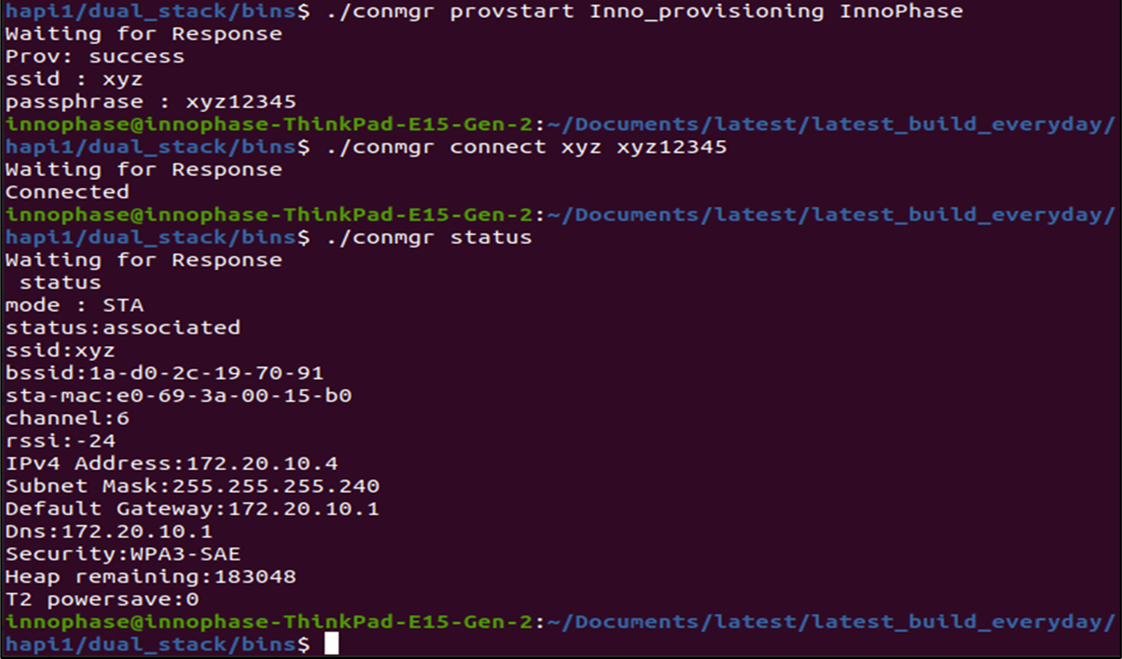 hapi1/dual_stack/bins$ ./conmgr provstart Inno_provisioning InnoPhase
Waiting for Response
Prov: success
ssid : xyz
passphrase : xyz12345
innophase@innophase-ThinkPad-E15-Gen-2:~/Documents/latest/latest_build_everyday/
hapi1/dual_stack/bins$ ./conmgr connect xyz xyz12345
Waiting for Response
Connected
innophase@innophase-ThinkPad-E15-Gen-2:~/Documents/latest/latest_build_everyday/
hapi1/dual_stack/bins$ ./conmgr status
Waiting for Response
 status
mode : STA
status:associated
ssid:xyz
bssid:1a-d0-2c-19-70-91
sta-mac:e0-69-3a-00-15-b0
channel:6
rssi:-24
IPv4 Address:172.20.10.4
Subnet Mask:255.255.255.240
Default Gateway:172.20.10.1
Dns:172.20.10.1
Security:WPA3-SAE
Heap remaining:183048
T2 powersave:0
innophase@innophase-ThinkPad-E15-Gen-2:~/Documents/latest/latest_build_everyday/
hapi1/dual_stack/bins$